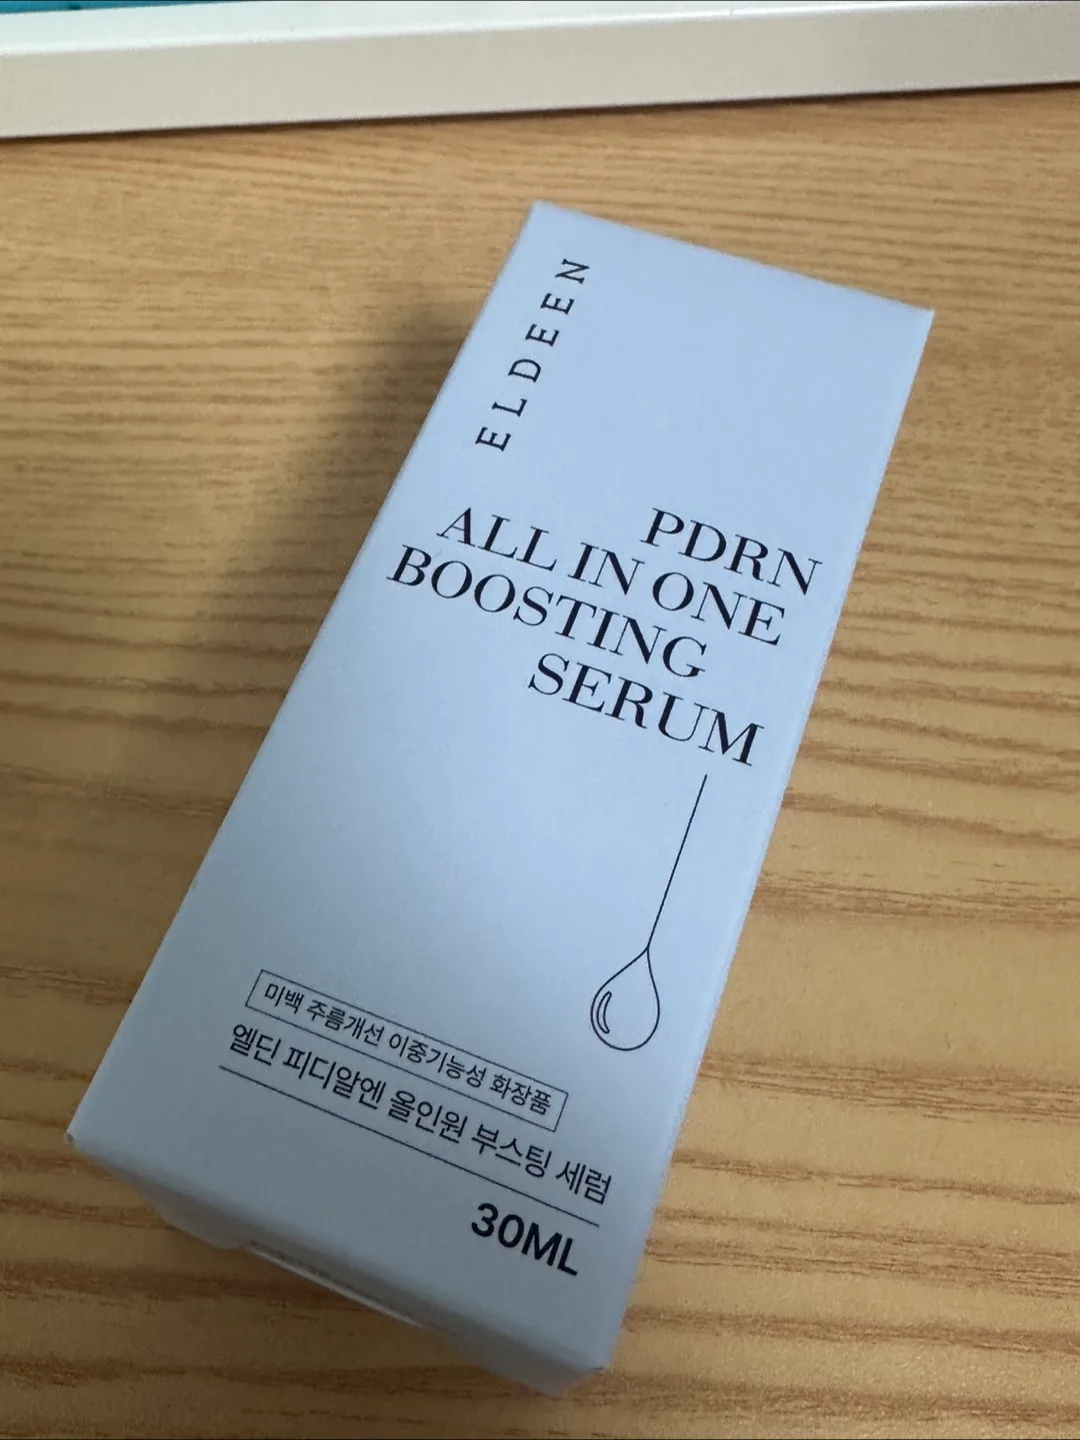 ELDEEN
PDRN
ALL IN ONE
BOOSTING
SERUM
미백 주름개선 이중기능성 화장품
엘딘 피디알엔 올인원 부스팅 세럼
30ML